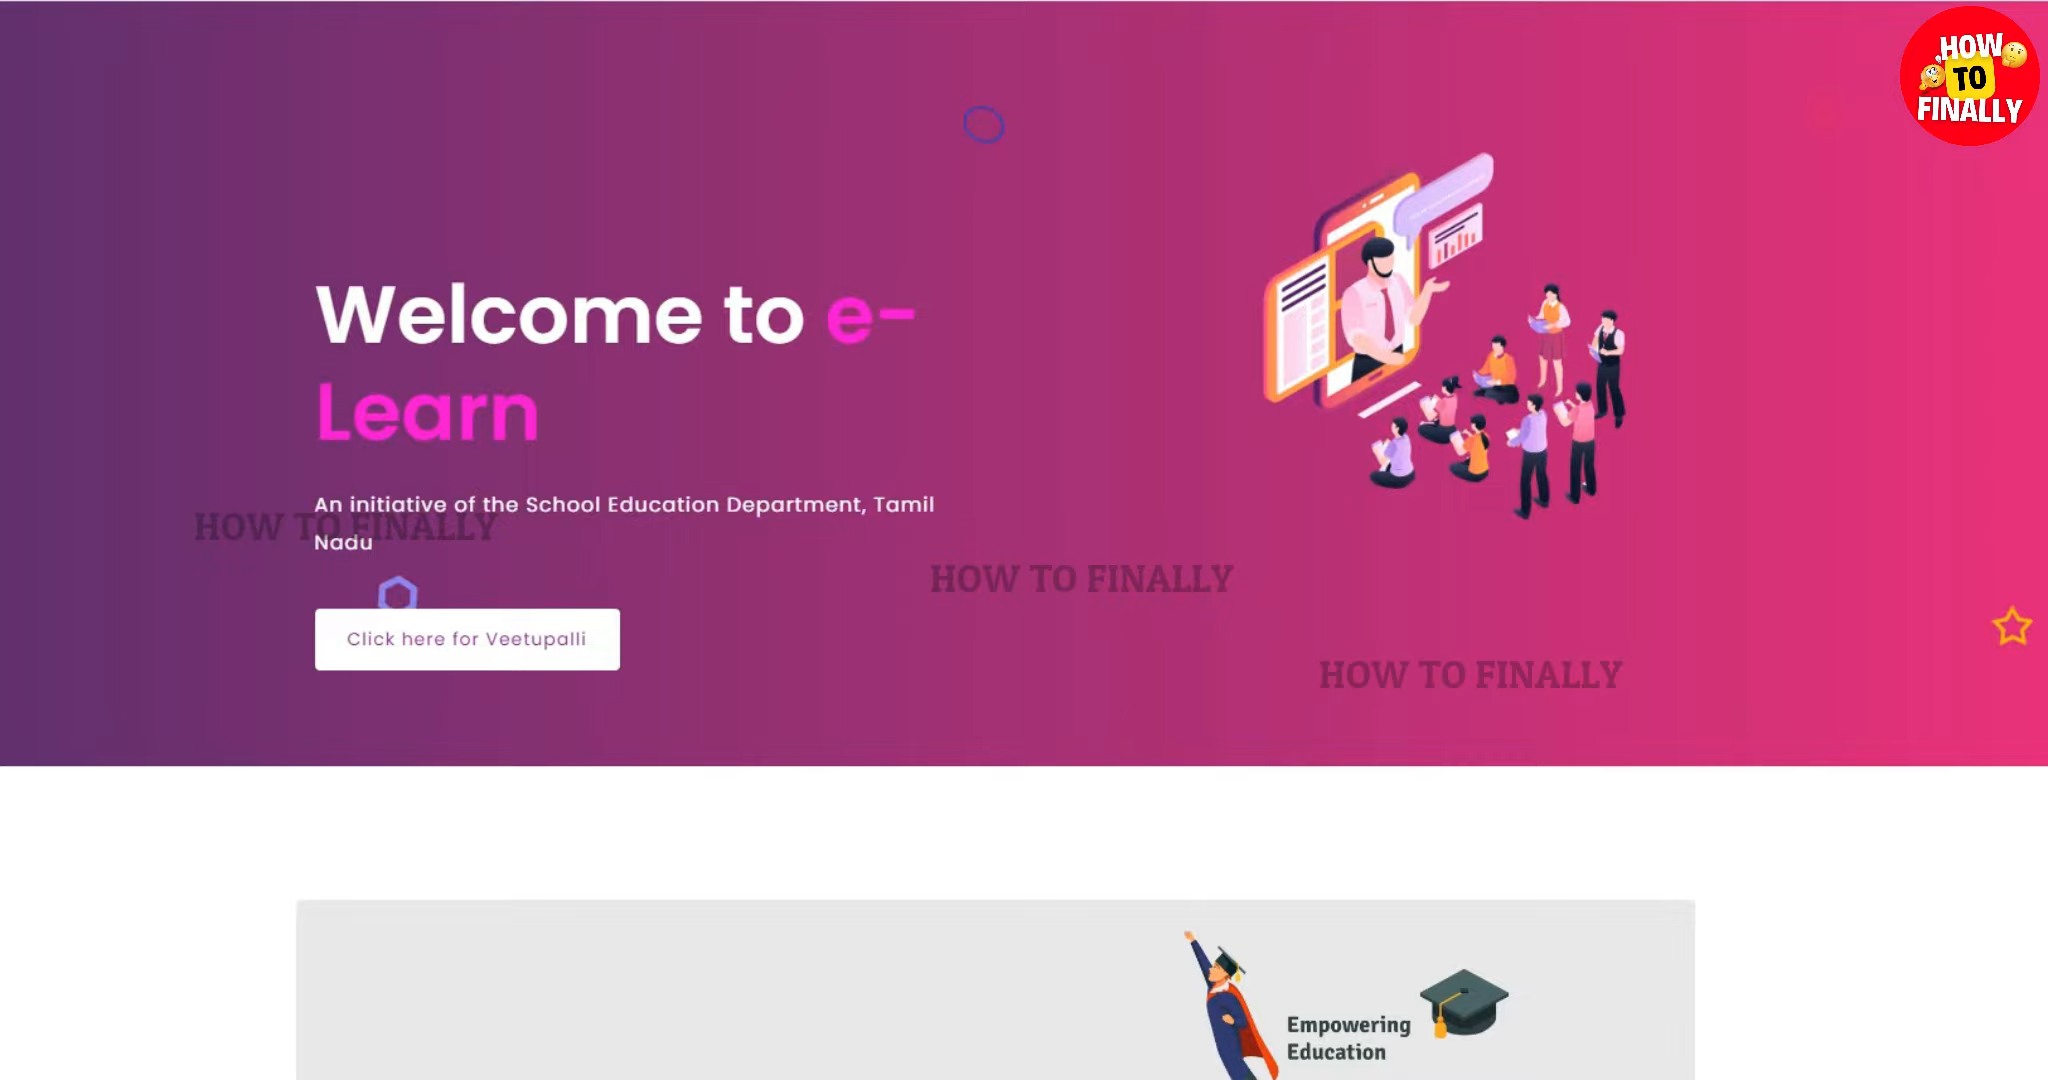 HOW
TO
FINALLY
Welcome to e-
Learn
An initiative of the School Education Department, Tamil
Nadu
HOW TO FINALLY
HOW TO FINALLY
Click here for Veetupalli
HOW TO FINALLY
Empowering
Education